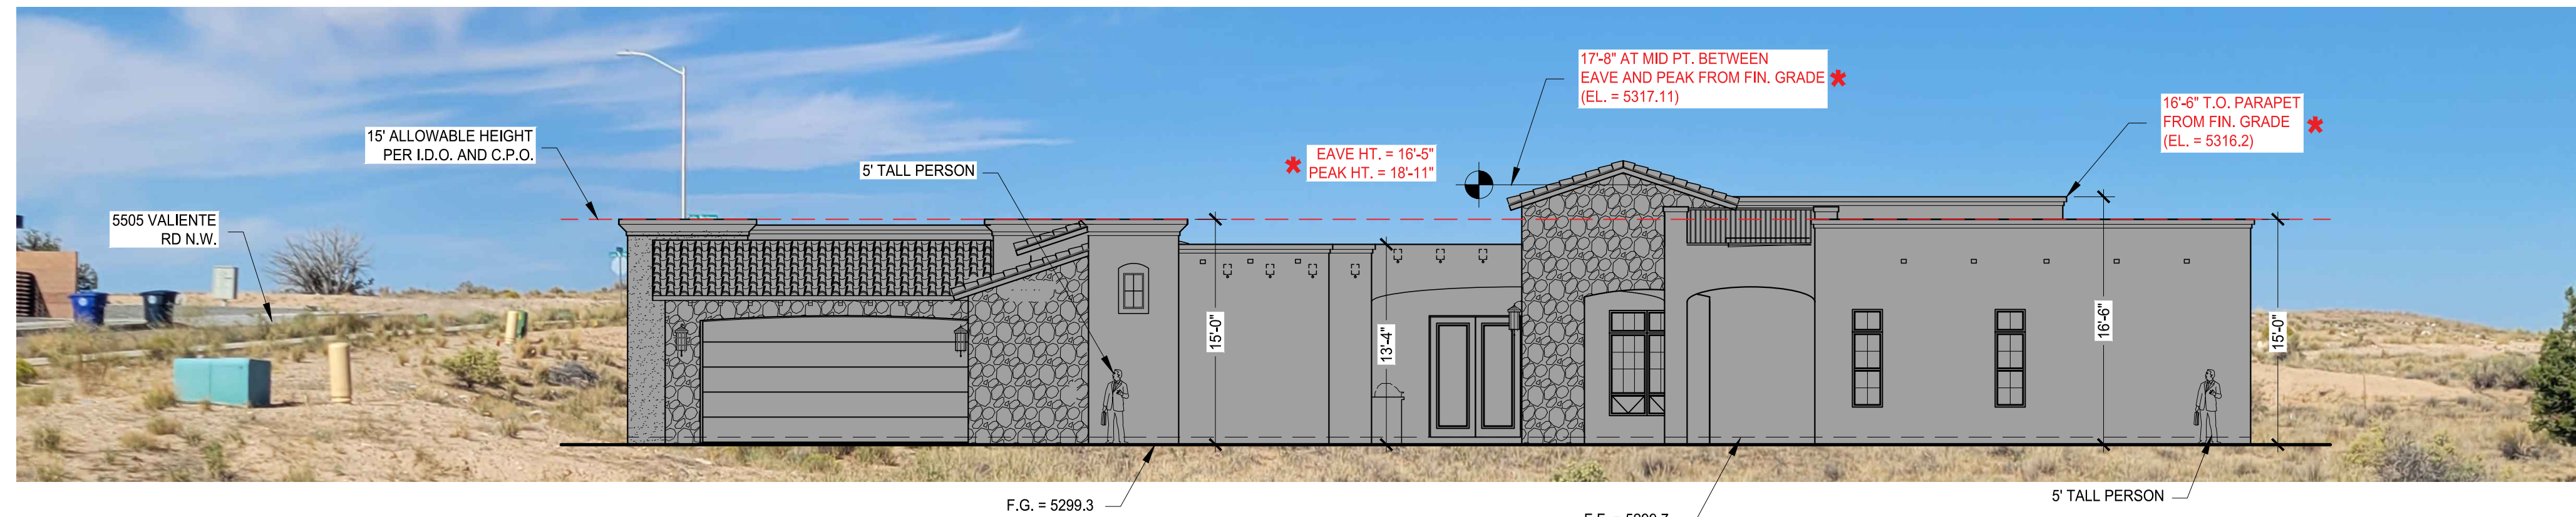 17'-8" AT MID PT. BETWEEN
EAVE AND PEAK FROM FIN. GRADE *
(EL. = 5317.11)
16'-6" T.O. PARAPET
FROM FIN. GRADE *
(EL. = 5316.2)
15' ALLOWABLE HEIGHT
PER I.D.O. AND C.P.O.
* EAVE HT. = 16'-5"
PEAK HT. = 18'-11"
5' TALL PERSON
5505 VALIENTE
RD N.W.
15'-0"
13'-4"
16'-6"
15'-0"
F.G. = 5299.3
5' TALL PERSON